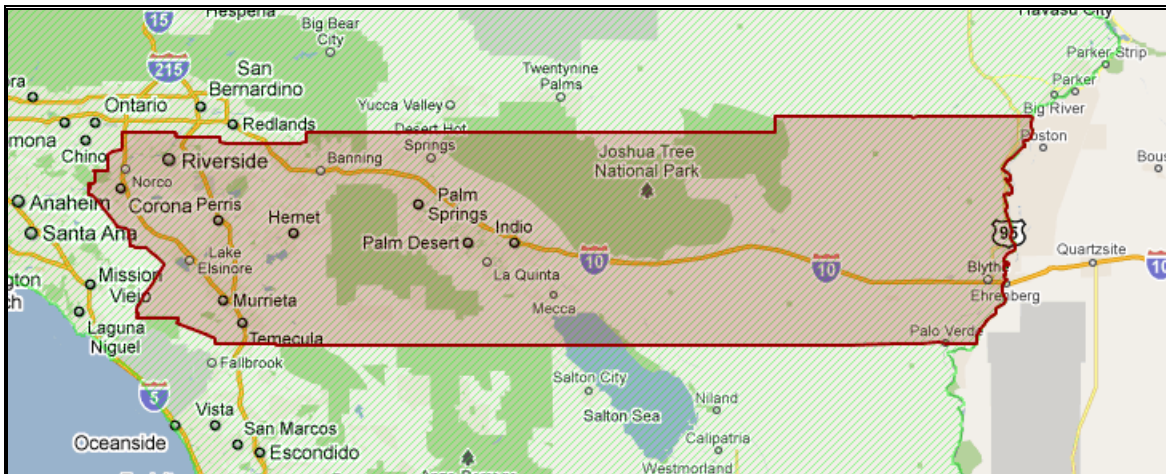 Hesperia
Havasu City
15
Big Bear
City
Parker Strip
215
San
Bernardino
Twentynine
Palms
Parker
Ontario
Yucca Valley
Big River
Redlands
Desert Hot
Springs
Poston
Chino
Riverside
Banning
Joshua Tree
National Park
Norco
Anaheim
Corona
Perris
Palm
Springs
Santa Ana
Hemet
Indio
95
Palm Desert
Quartzsite
Lake
Elsinore
La Quinta
10
10
10
Blythe
Mission
Viejo
Mecca
Ehrenberg
Murrieta
Laguna
Niguel
Temecula
Palo Verde
Fallbrook
5
Salton City
Niland
Vista
Salton Sea
Oceanside
San Marcos
Calipatria
Escondido
Westmorland